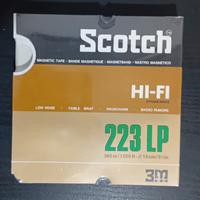 Scotch
MAGNETIC TAPE · BANDE MAGNETIQUE · MAGNETBAND · NASTRO MAGNETICO
HI-FI
LOW NOISE · FAIBLE BRUIT · RAUSCHARM · BASSO RUMORE
223 LP
3M